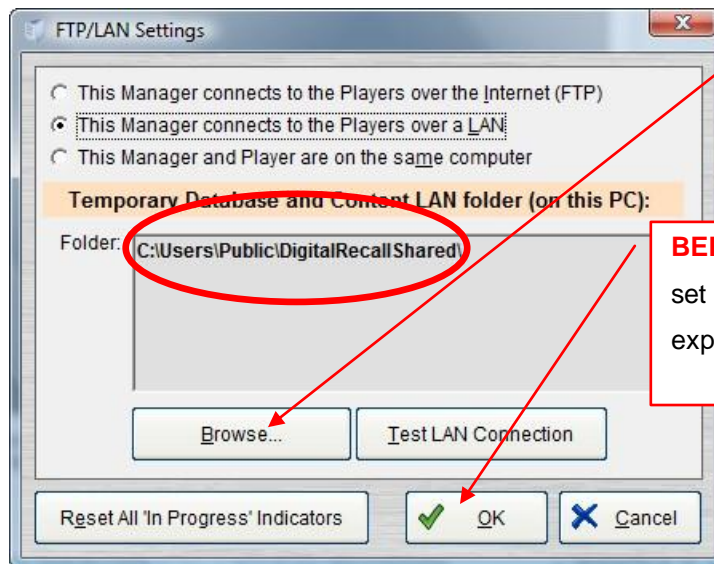 FTP/LAN Settings
This Manager connects to the Players over the Internet (FTP)
This Manager connects to the Players over a LAN
This Manager and Player are on the same computer
Temporary Database and Content LAN folder (on this PC):
Folder:
C:\Users\Public\DigitalRecallShared\
set
Browse...
Test LAN Connection
Reset All 'In Progress' Indicators
OK
Cancel